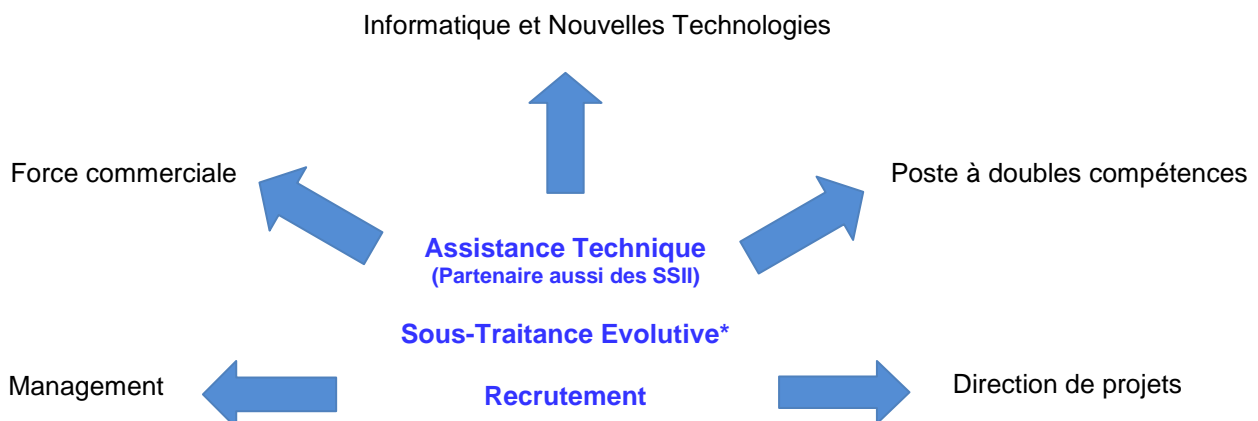 Informatique et Nouvelles Technologies
Force commerciale
Poste à doubles compétences
Assistance Technique
(Partenaire aussi des SSII)
Sous-Traitance Evolutive*
Management
Recrutement
Direction de projets